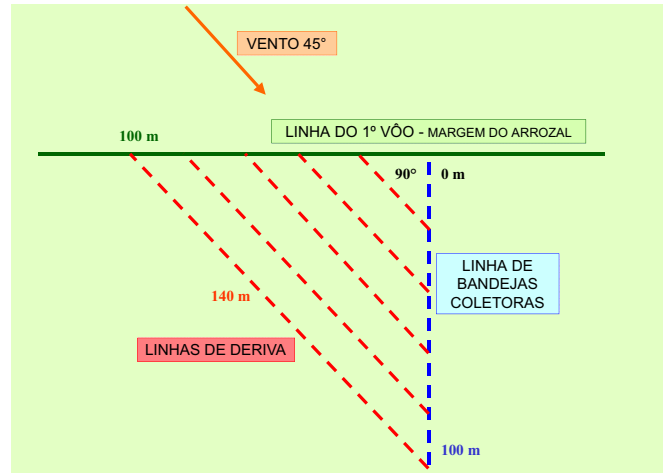 VENTO 45°
LINHA DO 1º VÔO - MARGEM DO ARROZAL
100 m
90°
0 m
LINHA DE
BANDEJAS
COLETORAS
140 m
LINHAS DE DERIVA
100 m